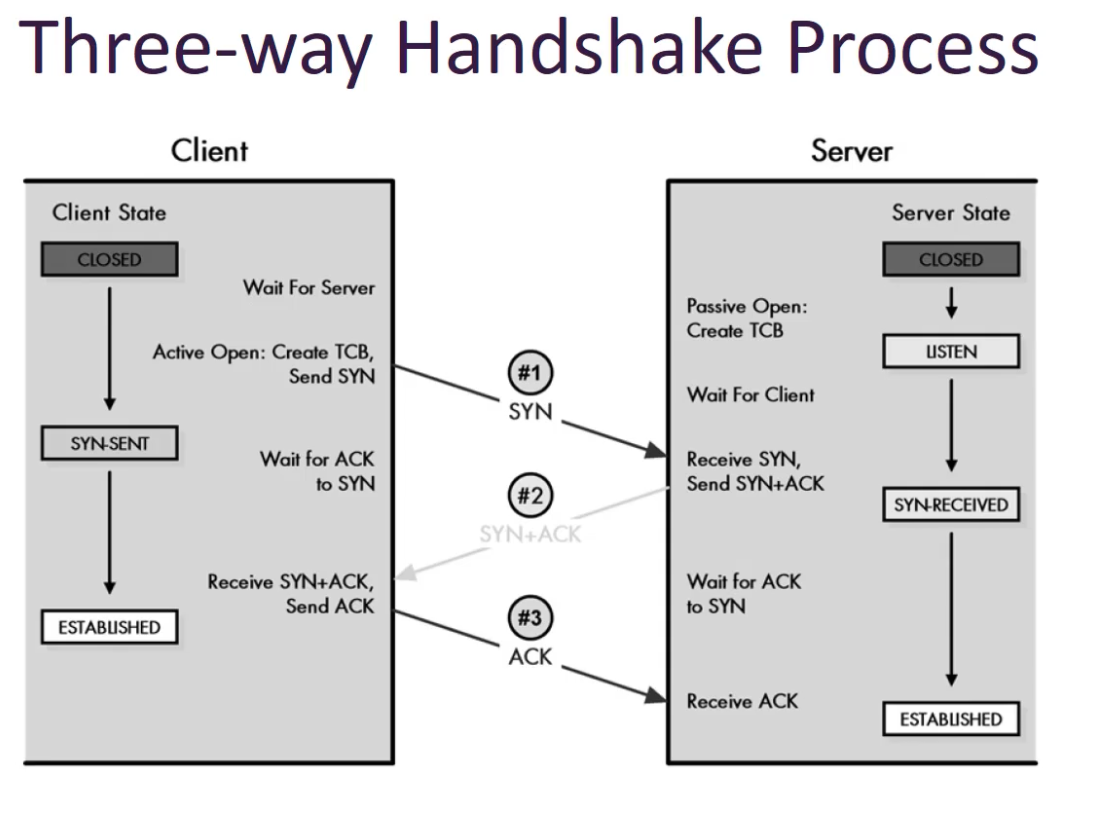 Three-way Handshake Process
Client
Server
Client State
CLOSED
Wait For Server
Active Open: Create TCB,
Send SYN
SYN-SENT
Wait for ACK
to SYN
Receive SYN+ACK,
Send ACK
ESTABLISHED
#1
SYN
#2
SYN+ACK
#3
ACK
Server State
CLOSED
Passive Open:
Create TCB
LISTEN
Wait For Client
Receive SYN,
Send SYN+ACK
SYN-RECEIVED
Wait for ACK
to SYN
Receive ACK
ESTABLISHED